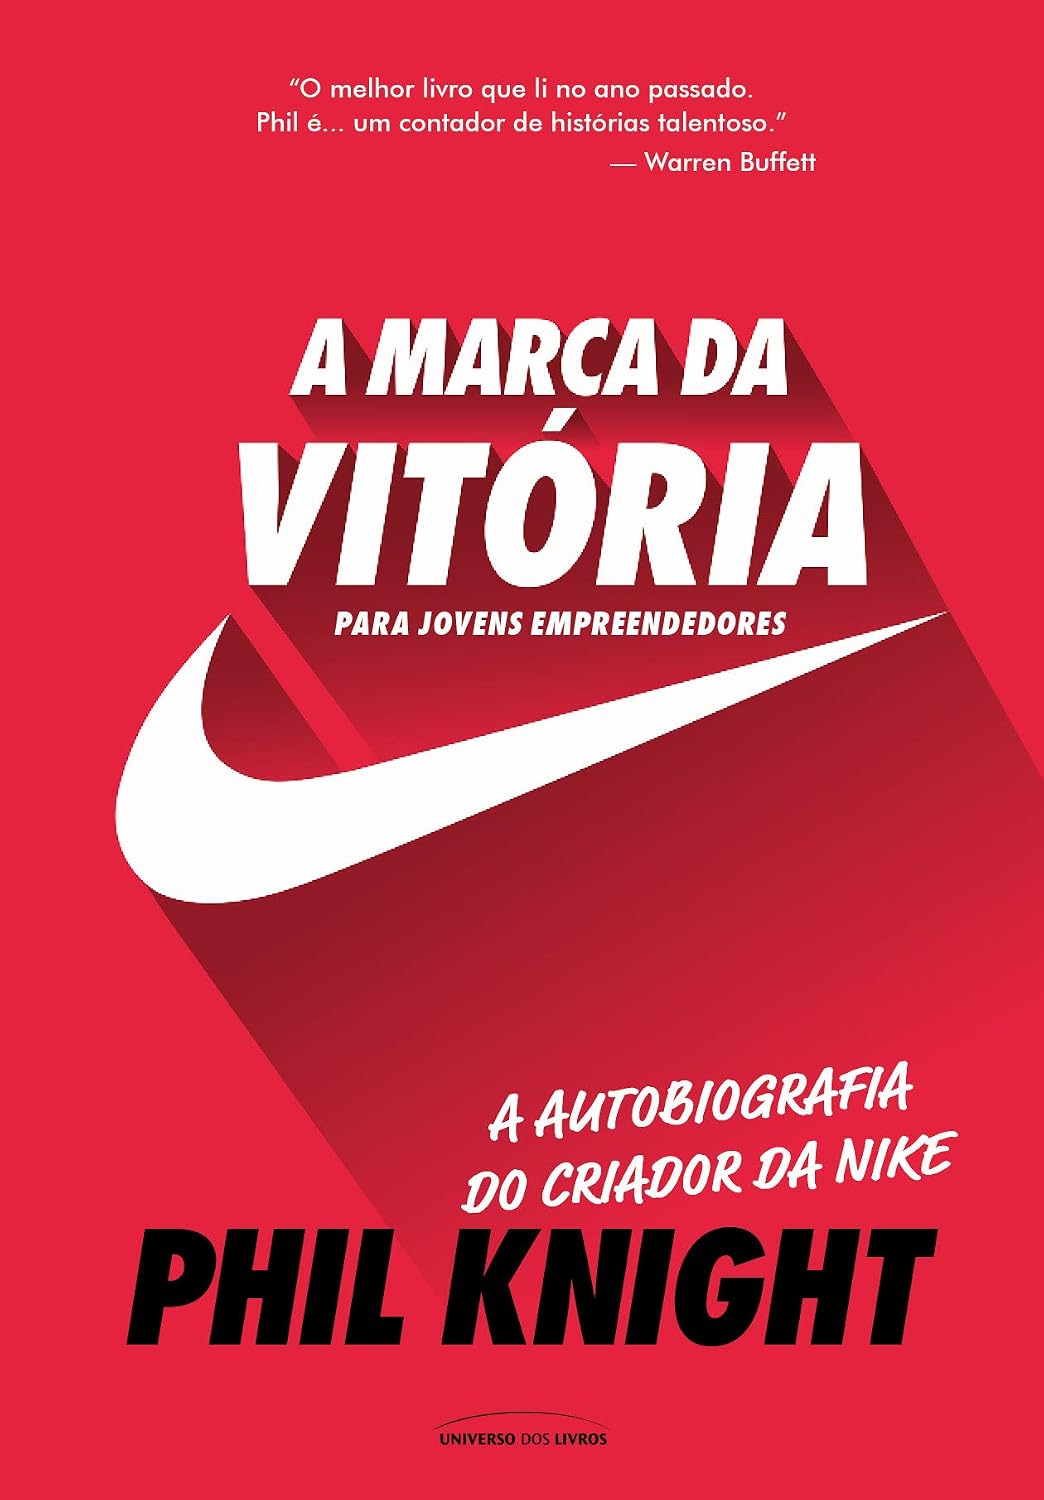 “O melhor livro que li no ano passado.
Phil é... um contador de histórias talentoso.”
— Warren Buffett
A MARCA DA
VITÓRIA
PARA JOVENS EMPREENDEDORES
A AUTOBIOGRAFIA
DO CRIADOR DA NIKE
PHIL KNIGHT
UNIVERSO DOS LIVROS